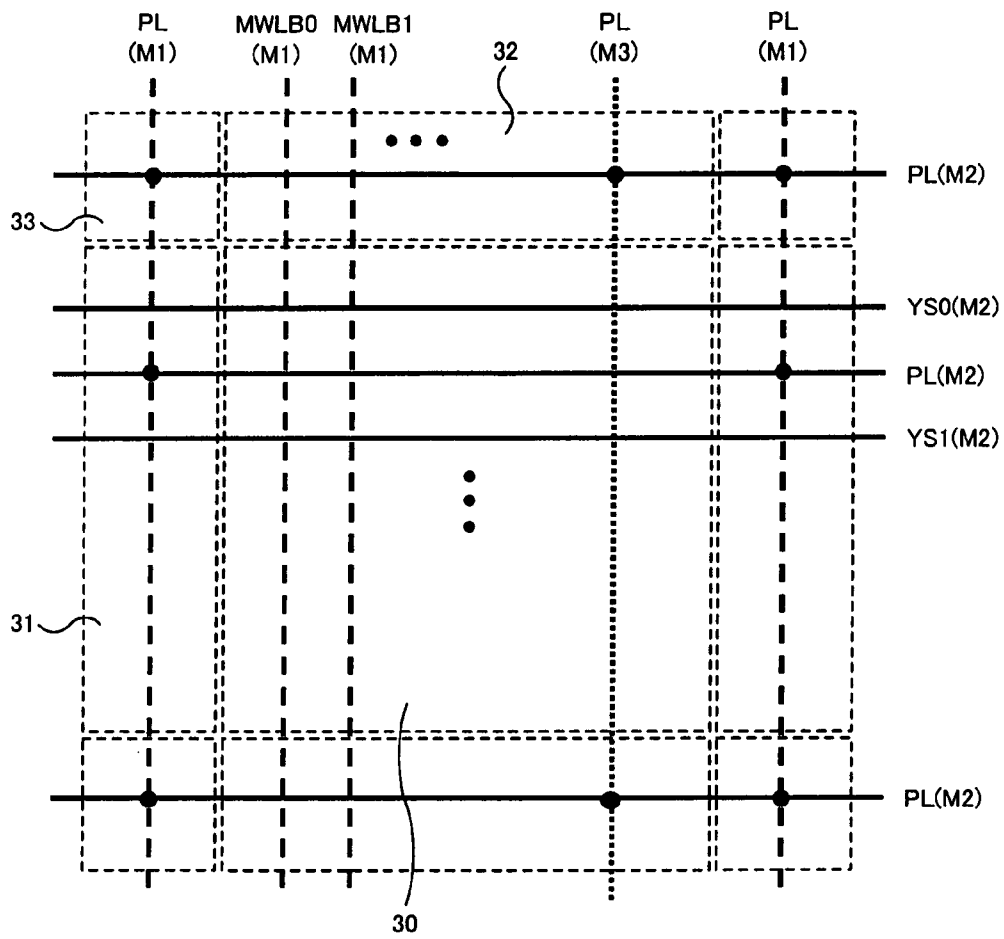 PL
(M1)
MWLB0
(M1)
MWLB1
(M1)
32
PL
(M3)
PL
(M1)
PL(M2)
33
YS0(M2)
PL(M2)
YS1(M2)
31
PL(M2)
30